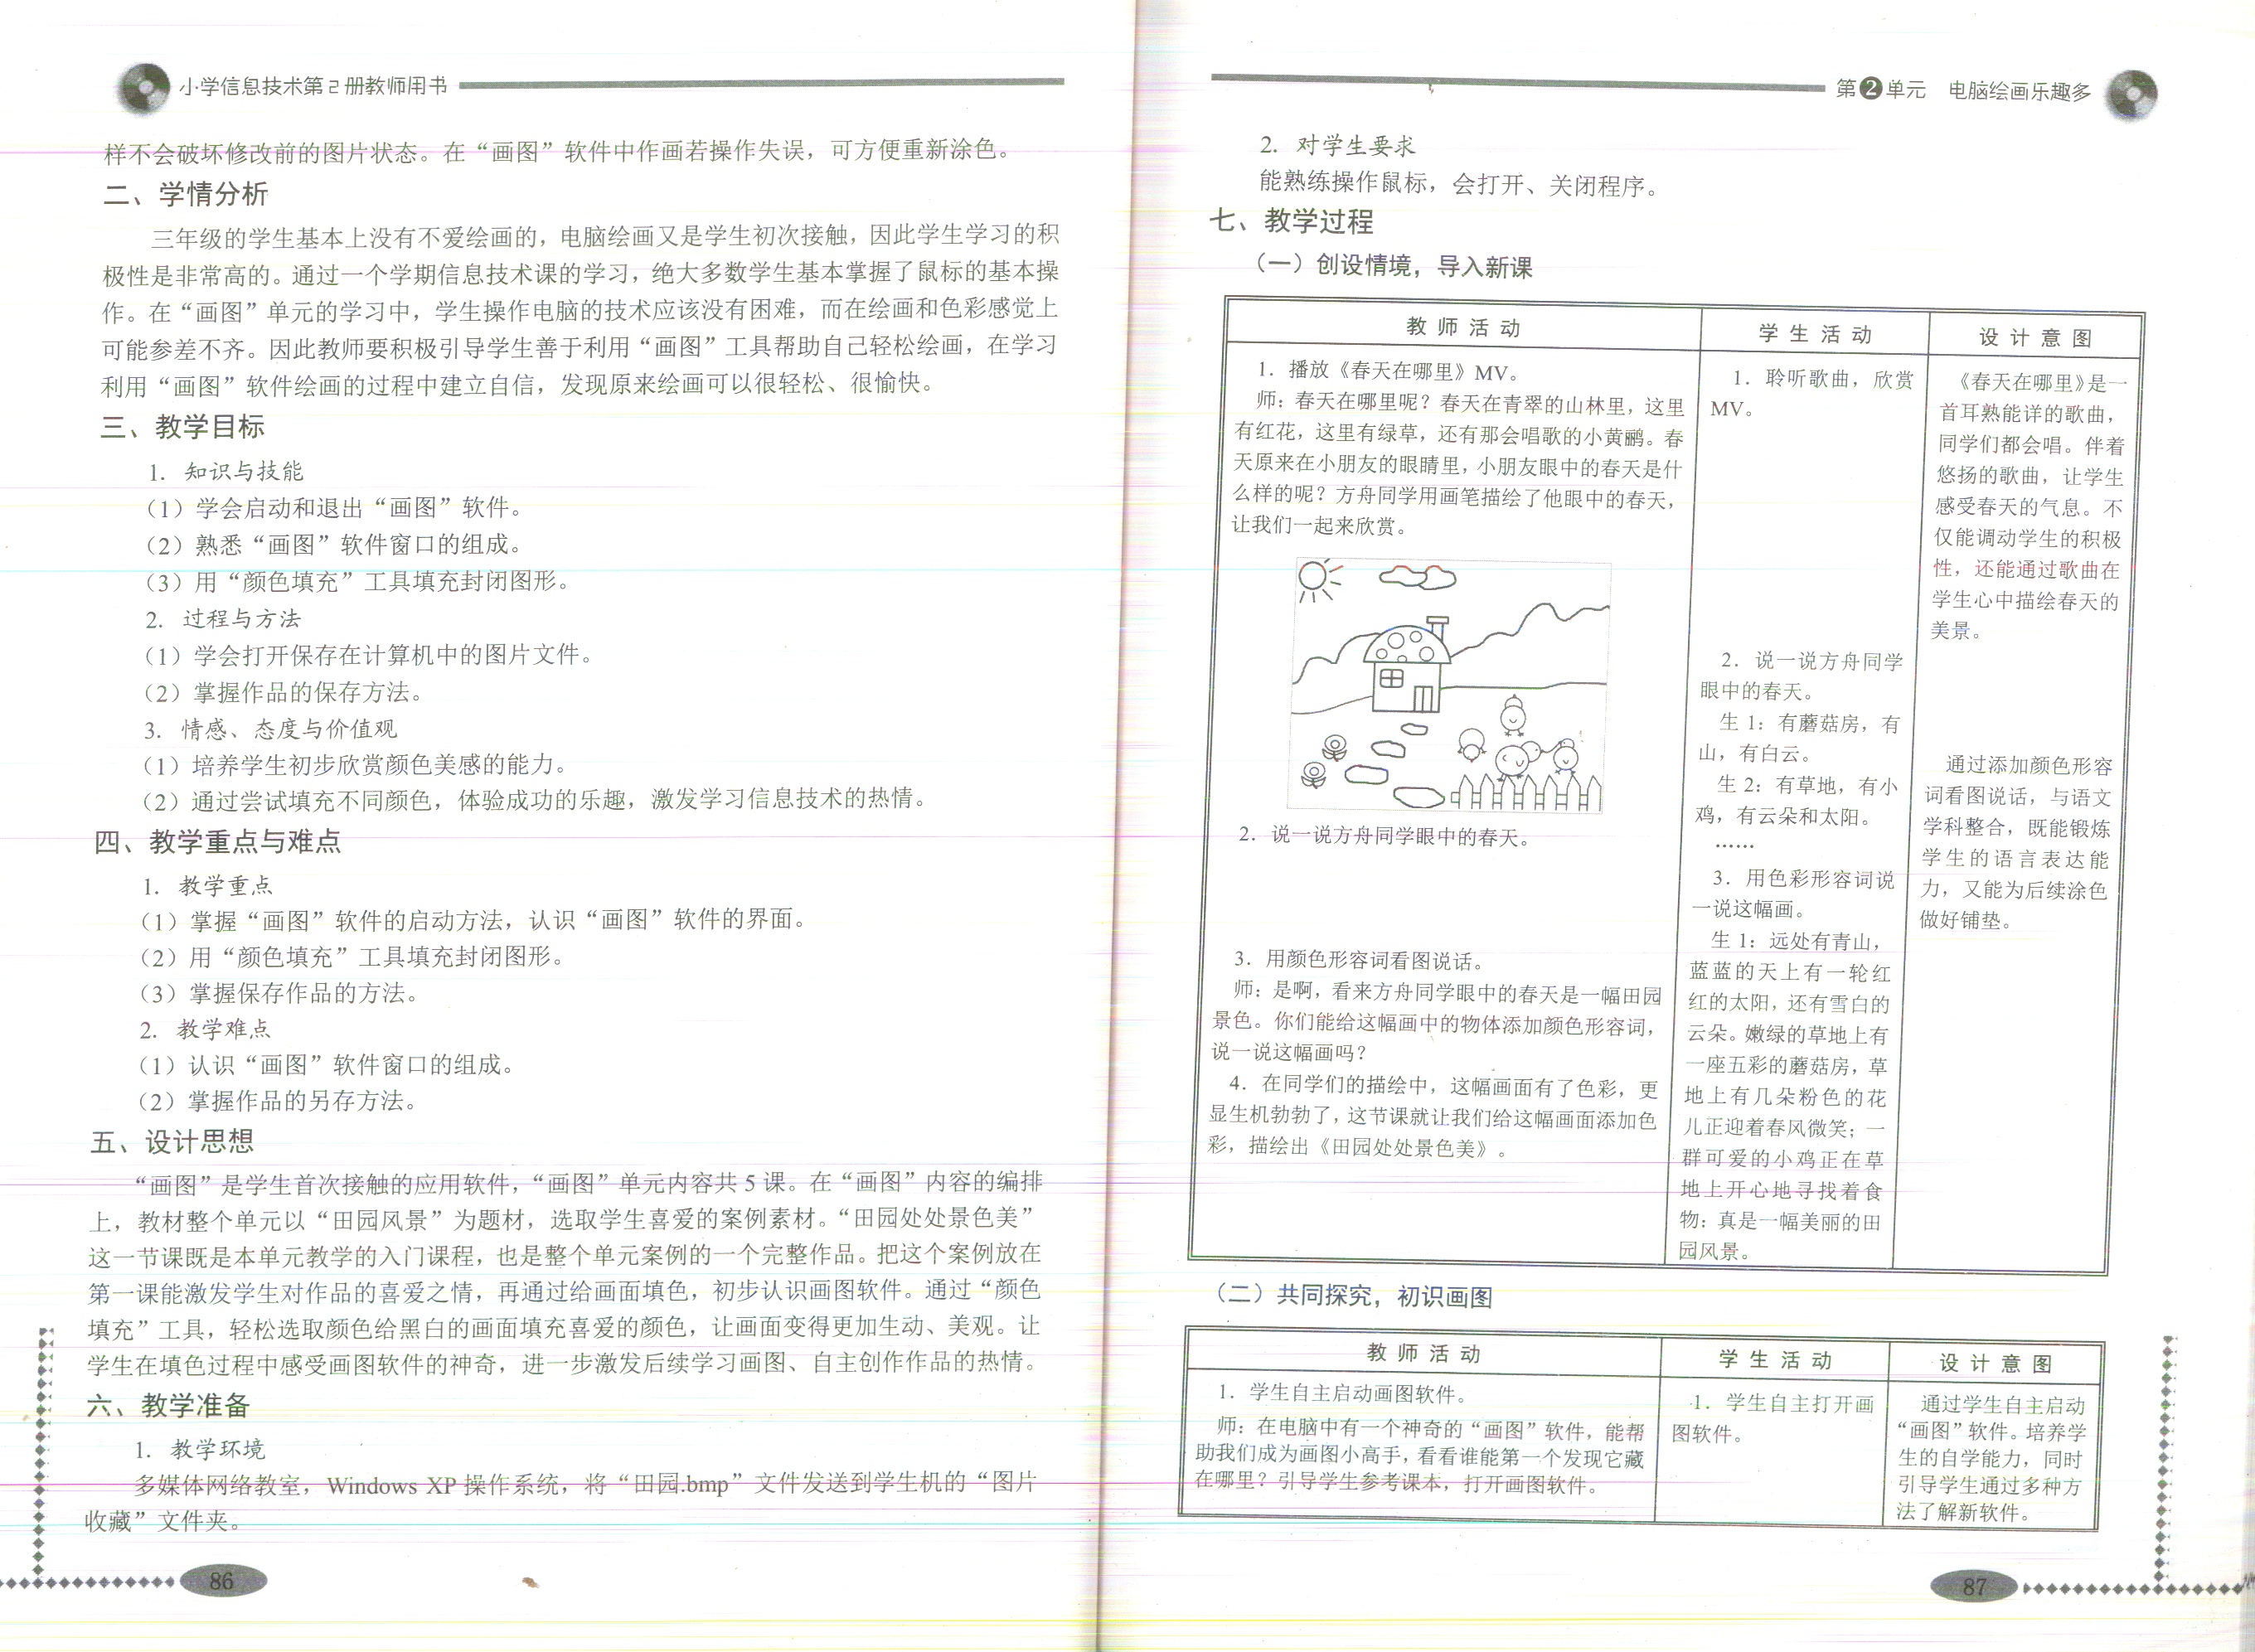 小学信息技术第2册教师用书
样不会破坏修改前的图片状态。在“画图”软件中作画若操作失误，可方便重新涂色。
二、学情分析
三年级的学生基本上没有不爱绘画的，电脑绘画又是学生初次接触，因此学生学习的积
极性是非常高的。通过一个学期信息技术课的学习，绝大多数学生基本掌握了鼠标的基本操
作。在“画图”单元的学习中，学生操作电脑的技术应该没有困难，而在绘画和色彩感觉上
可能参差不齐。因此教师要积极引导学生善于利用“画图”工具帮助自己轻松绘画，在学习
利用“画图”软件绘画的过程中建立自信，发现原来绘画可以很轻松、很愉快。
三、教学目标
1. 知识与技能
（1）学会启动和退出“画图”软件。
（2）熟悉“画图”软件窗口的组成。
（3）用“颜色填充”工具填充封闭图形。
2. 过程与方法
（1）学会打开保存在计算机中的图片文件。
（2）掌握作品的保存方法。
3. 情感、态度与价值观
（1）培养学生初步欣赏颜色美感的能力。
（2）通过尝试填充不同颜色，体验成功的乐趣，激发学习信息技术的热情。
四、教学重点与难点
1. 教学重点
（1）掌握“画图”软件的启动方法，认识“画图”软件的界面。
（2）用“颜色填充”工具填充封闭图形。
（3）掌握保存作品的方法。
2. 教学难点
（1）认识“画图”软件窗口的组成。
（2）掌握作品的另存方法。
五、设计思想
“画图”是学生首次接触的应用软件，“画图”单元内容共 5 课。在“画图”内容的编排
上，教材整个单元以“田园风景”为题材，选取学生喜爱的案例素材。“田园处处景色美”
这一节课既是本单元教学的入门课程，也是整个单元案例的一个完整作品。把这个案例放在
第一课能激发学生对作品的喜爱之情，再通过给画面填色，初步认识画图软件。通过“颜色
填充”工具，轻松选取颜色给黑白的画面填充喜爱的颜色，让画面变得更加生动、美观。让
学生在填色过程中感受画图软件的神奇，进一步激发后续学习画图、自主创作作品的热情。
六、教学准备
1. 教学环境
多媒体网络教室，Windows XP 操作系统，将“田园.bmp”文件发送到学生机的“图片
收藏”文件夹。
86
第2单元 电脑绘画乐趣多
2. 对学生要求
能熟练操作鼠标，会打开、关闭程序。
七、教学过程
（一）创设情境，导入新课
教 师 活 动
1. 播放《春天在哪里》MV。
师：春天在哪里呢？春天在青翠的山林里，这里
有红花，这里有绿草，还有那会唱歌的小黄鹂。春
天原来在小朋友的眼睛里，小朋友眼中的春天是什
么样的呢？方舟同学用画笔描绘了他眼中的春天，
让我们一起来欣赏。
2. 说一说方舟同学眼中的春天。
3. 用颜色形容词看图说话。
师：是啊，看来方舟同学眼中的春天是一幅田园
景色。你们能给这幅画中的物体添加颜色形容词，
说一说这幅画吗？
4. 在同学们的描绘中，这幅画面有了色彩，更
显生机勃勃了，这节课就让我们给这幅画面添加色
彩，描绘出《田园处处景色美》。
学 生 活 动
1. 聆听歌曲，欣赏
MV。
2. 说一说方舟同学
眼中的春天。
生 1：有蘑菇房，有
山，有白云。
生 2：有草地，有小
鸡，有云朵和太阳。
……
3. 用色彩形容词说
一说这幅画。
生 1：远处有青山，
蓝蓝的天上有一轮红
红的太阳，还有雪白的
云朵。嫩绿的草地上有
一座五彩的蘑菇房，草
地上有几朵粉色的花
儿正迎着春风微笑；一
群可爱的小鸡正在草
地上开心地寻找着食
物；真是一幅美丽的田
园风景。
设 计 意 图
《春天在哪里》是一
首耳熟能详的歌曲，
同学们都会唱。伴着
悠扬的歌曲，让学生
感受春天的气息。不
仅能调动学生的积极
性，还能通过歌曲在
学生心中描绘春天的
美景。
通过添加颜色形容
词看图说话，与语文
学科整合，既能锻炼
学生的语言表达能
力，又能为后续涂色
做好铺垫。
（二）共同探究，初识画图
教 师 活 动
1. 学生自主启动画图软件。
师：在电脑中有一个神奇的“画图”软件，能帮
助我们成为画图小高手，看看谁能第一个发现它藏
在哪里？引导学生参考课本，打开画图软件。
学 生 活 动
1. 学生自主打开画
图软件。
设 计 意 图
通过学生自主启动
“画图”软件。培养学
生的自学能力，同时
引导学生通过多种方
法了解新软件。
87